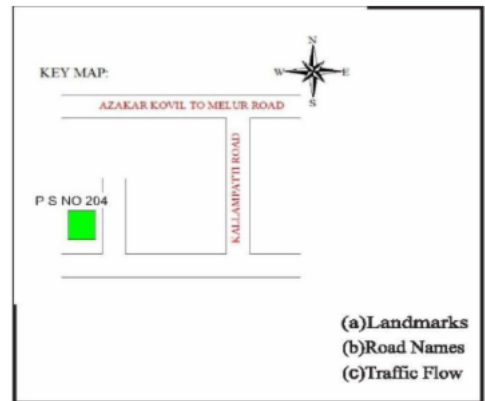 N
KEY MAP:
W E
S
AZAKAR KOVIL TO MELUR ROAD
KALLAMPATTI ROAD
P S NO 204
(a)Landmarks
(b)Road Names
(c)Traffic Flow